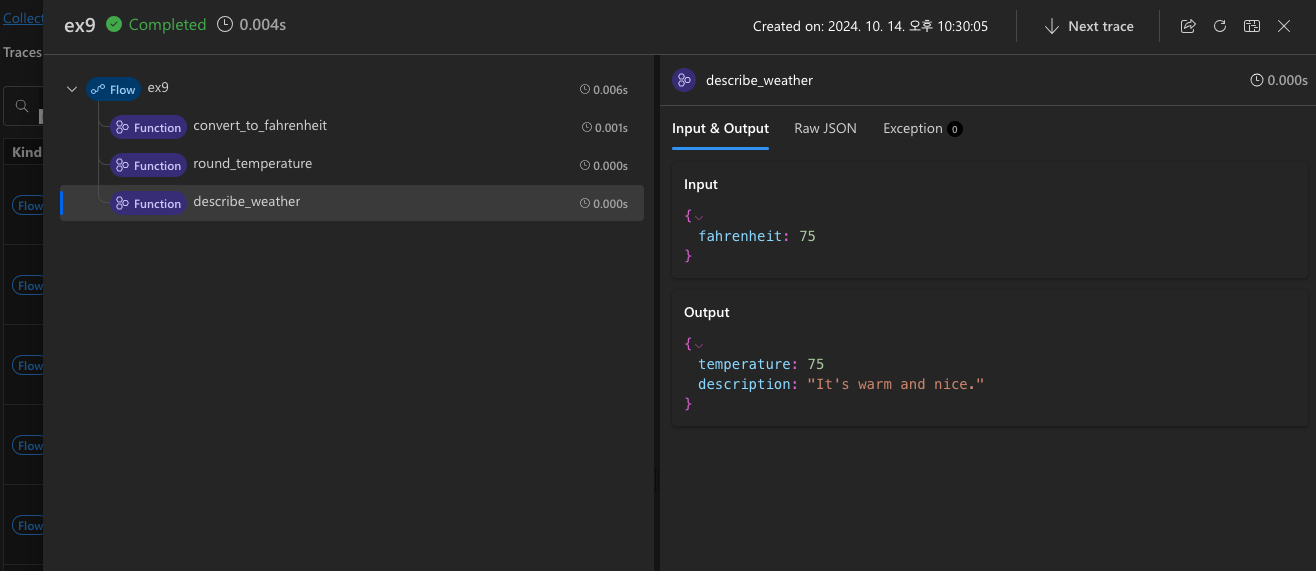 Collect
Traces
Kind
Flow
Flow
Flow
Flow
Flow
ex9 Completed 0.004s
Created on: 2024. 10. 14. 오후 10:30:05
Next trace
Flow ex9 0.006s
Function convert_to_fahrenheit 0.001s
Function round_temperature 0.000s
Function describe_weather 0.000s
describe_weather 0.000s
Input & Output Raw JSON Exception 0
Input
{
fahrenheit: 75
}
Output
{
temperature: 75
description: "It's warm and nice."
}